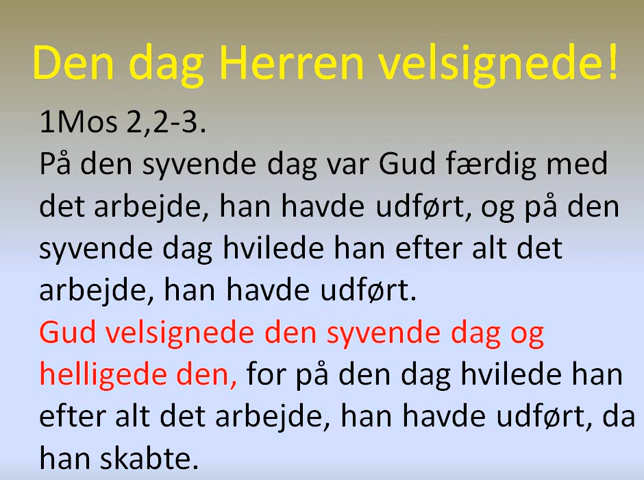 Den dag Herren velsignede!
1Mos 2,2-3.
På den syvende dag var Gud færdig med
det arbejde, han havde udført, og på den
syvende dag hvilede han efter alt det
arbejde, han havde udført.
Gud velsignede den syvende dag og
helligede den, for på den dag hvilede han
efter alt det arbejde, han havde udført, da
han skabte.